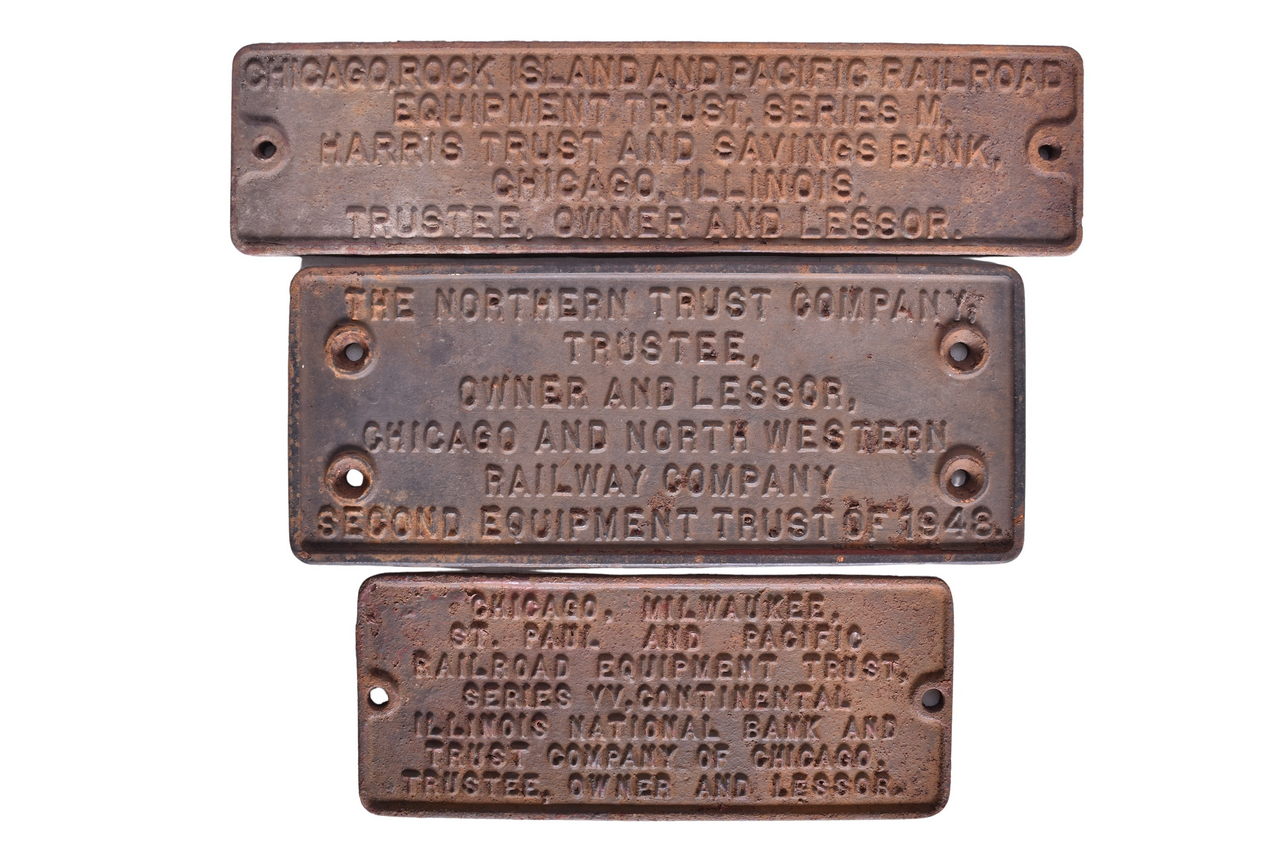 CHICAGO, ROCK ISLAND AND PACIFIC RAILROAD
EQUIPMENT TRUST, SERIES M,
HARRIS TRUST AND SAVINGS BANK,
CHICAGO, ILLINOIS,
TRUSTEE, OWNER AND LESSOR.
THE NORTHERN TRUST COMPANY,
TRUSTEE,
OWNER AND LESSOR,
CHICAGO AND NORTH WESTERN
RAILWAY COMPANY
SECOND EQUIPMENT TRUST OF 1948.
CHICAGO, MILWAUKEE,
ST. PAUL AND PACIFIC
RAILROAD EQUIPMENT TRUST,
SERIES VV, CONTINENTAL
ILLINOIS NATIONAL BANK AND
TRUST COMPANY OF CHICAGO,
TRUSTEE, OWNER AND LESSOR.